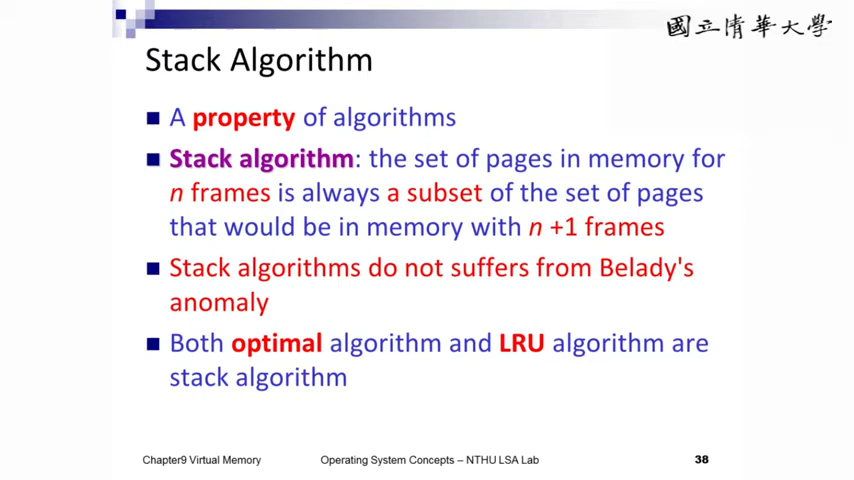 國立清華大學
Stack Algorithm
A property of algorithms
Stack algorithm: the set of pages in memory for
n frames is always a subset of the set of pages
that would be in memory with n +1 frames
Stack algorithms do not suffers from Belady's
anomaly
Both optimal algorithm and LRU algorithm are
stack algorithm
Chapter9 Virtual Memory
Operating System Concepts – NTHU LSA Lab
38